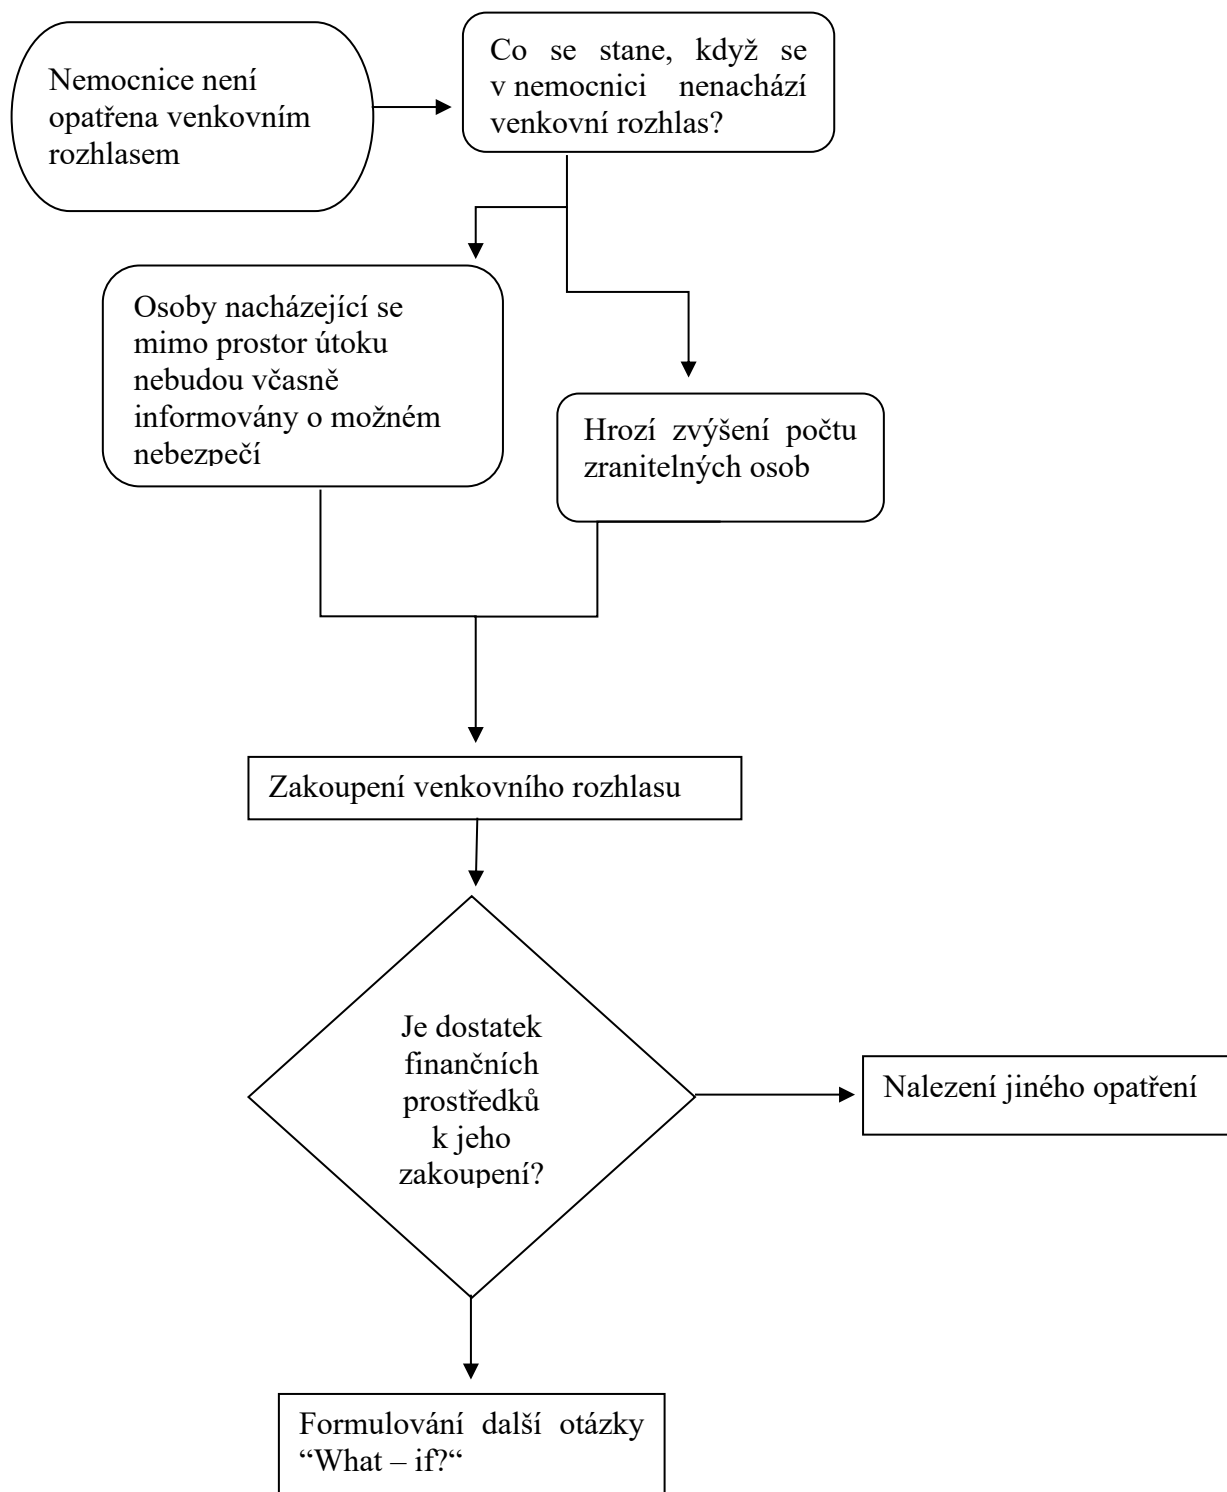 Nemocnice není
opatřena venkovním
rozhlasem
Co se stane, když se
v nemocnici nenachází
venkovní rozhlas?
Osoby nacházející se
mimo prostor útoku
nebudou včasně
informovány o možném
nebezpečí
Hrozí zvýšení počtu
zranitelných osob
Zakoupení venkovního rozhlasu
Je dostatek
finančních
prostředků
k jeho
zakoupení?
Nalezení jiného opatření
Formulování další otázky
“What – if?“